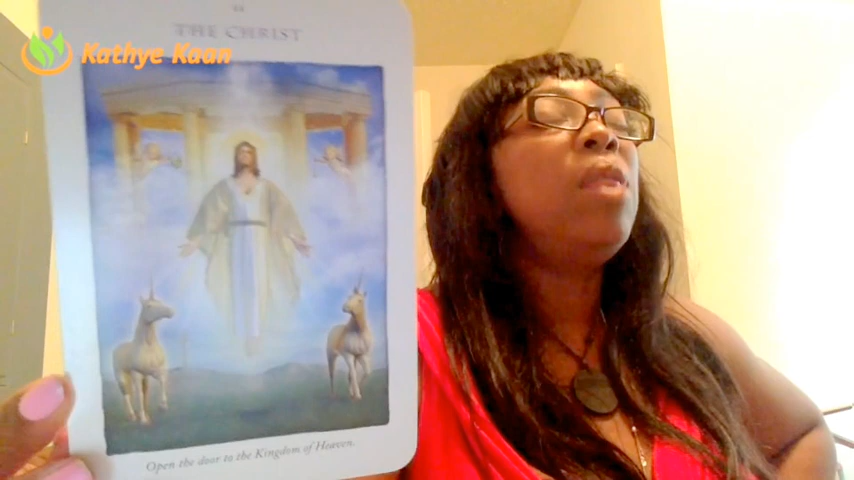 Kathye Kaan
THE CHRIST
Open the door to the Kingdom of Heaven.